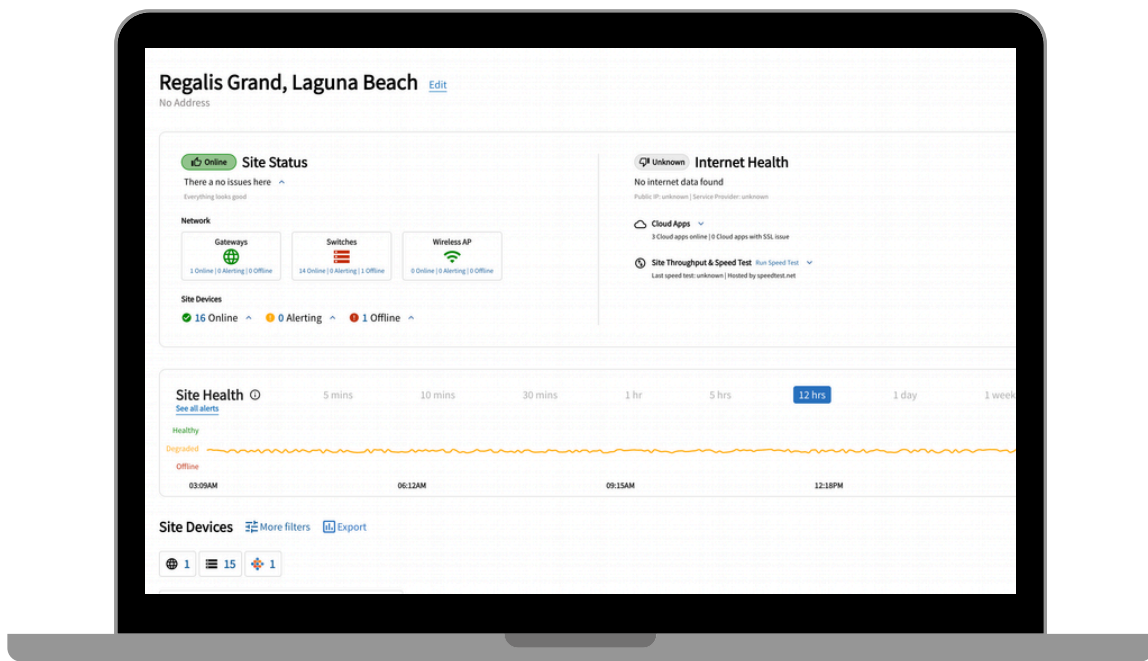 Regalis Grand, Laguna Beach Edit
No Address
Online Site Status
There a no issues here
Everything looks good
Network
Gateways
1 Online | 0 Alerting | 0 Offline
Switches
14 Online | 0 Alerting | 1 Offline
Wireless AP
0 Online | 0 Alerting | 0 Offline
Site Devices
16 Online 0 Alerting 1 Offline
Unknown Internet Health
No internet data found
Public IP: unknown | Service Provider: unknown
Cloud Apps
3 Cloud apps online | 0 Cloud apps with SSL issue
Site Throughput & Speed Test Run Speed Test
Last speed test: unknown | Hosted by speedtest.net
Site Health 5 mins 10 mins 30 mins 1 hr 5 hrs 12 hrs 1 day 1 week
See all alerts
Healthy
Degraded
Offline
03:09AM 06:12AM 09:15AM 12:18PM
Site Devices More filters Export
1 15 1